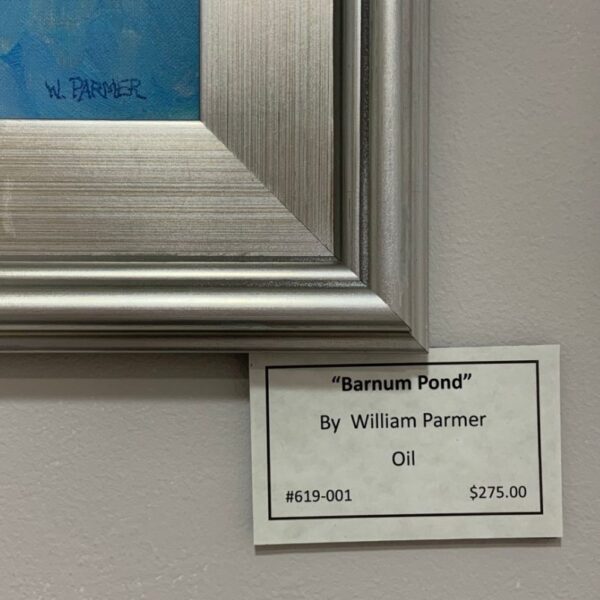 W. PARMER
“Barnum Pond”
By William Parmer
Oil
#619-001 $275.00